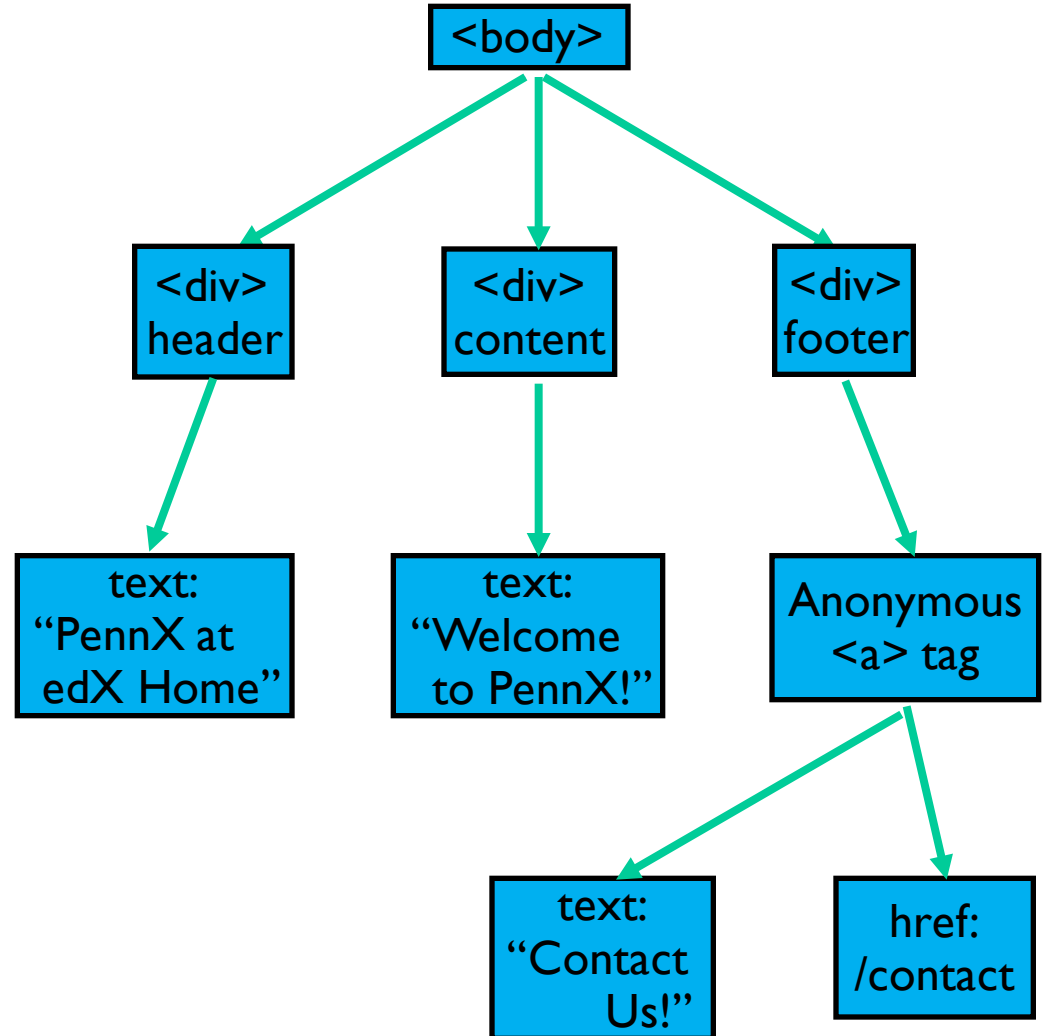 <body>
<div>
header
<div>
content
<div>
footer
text:
“PennX at
edX Home”
text:
“Welcome
to PennX!”
Anonymous
<a> tag
text:
“Contact
Us!”
href:
/contact